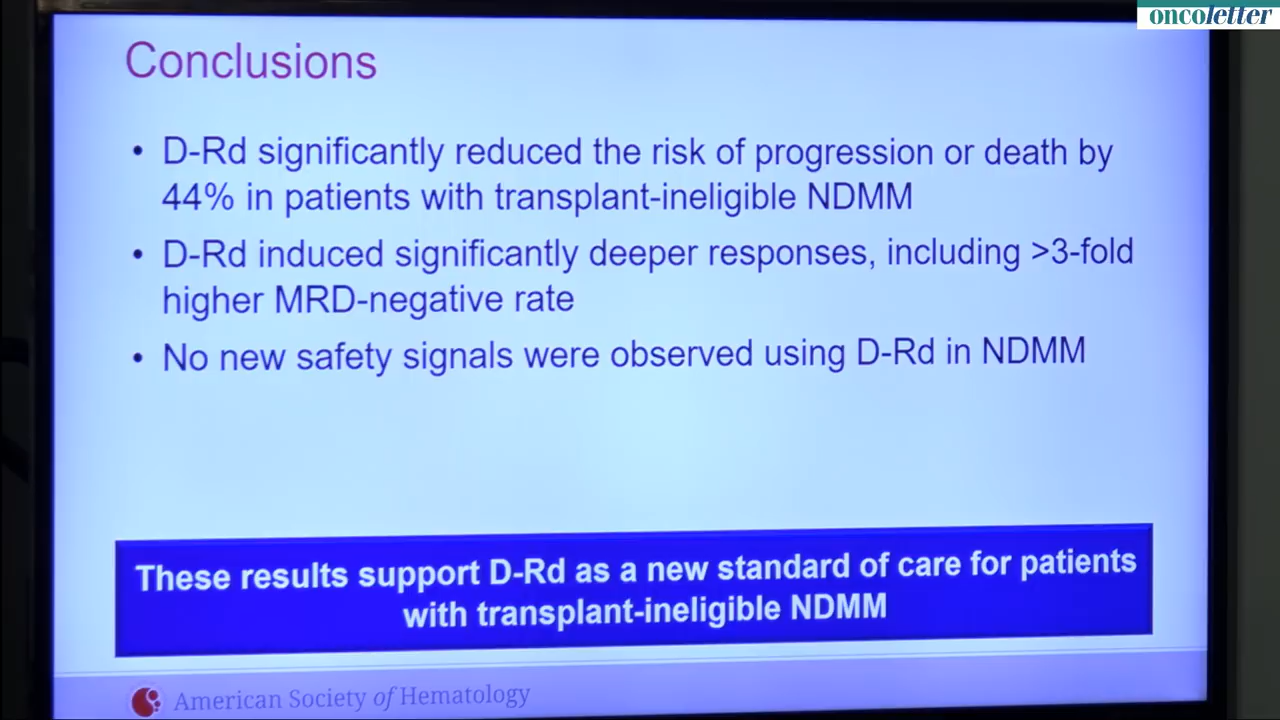 oncoletter
Conclusions
• D-Rd significantly reduced the risk of progression or death by
44% in patients with transplant-ineligible NDMM
• D-Rd induced significantly deeper responses, including >3-fold
higher MRD-negative rate
• No new safety signals were observed using D-Rd in NDMM
These results support D-Rd as a new standard of care for patients
with transplant-ineligible NDMM
American Society of Hematology